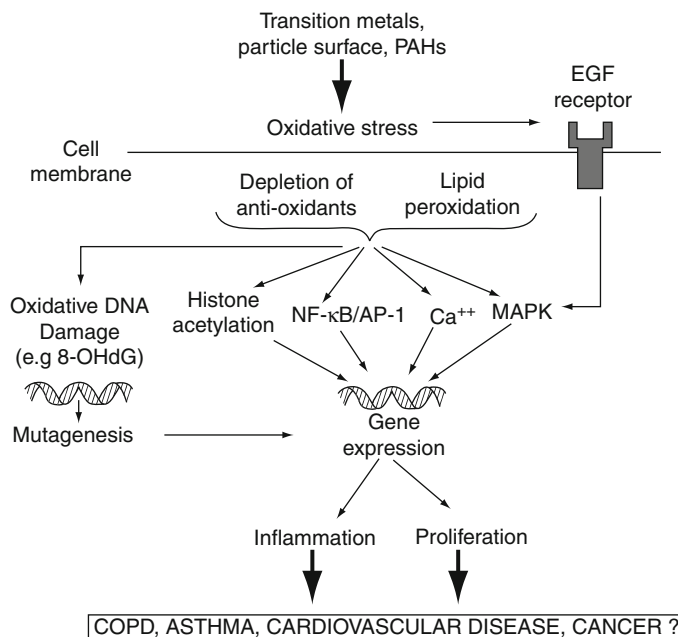 Transition metals,
particle surface, PAHs
EGF
receptor
Oxidative stress
Cell
membrane
Depletion of
anti-oxidants
Lipid
peroxidation
Oxidative DNA
Damage
(e.g 8-OHdG)
Histone
acetylation
NF-κB/AP-1
Ca⁺⁺
MAPK
Mutagenesis
Gene
expression
Inflammation
Proliferation
COPD, ASTHMA, CARDIOVASCULAR DISEASE, CANCER ?